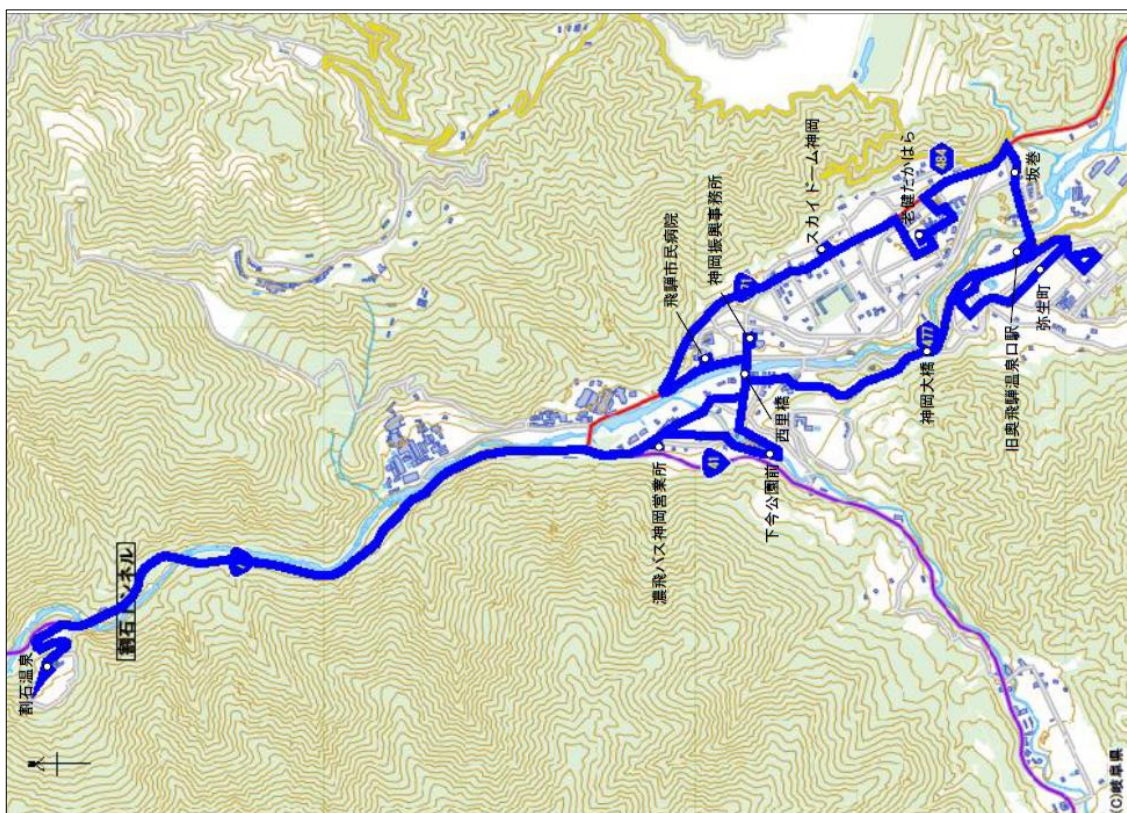 割石温泉
割石トンネル
飛騨市民病院
神岡振興事務所
スカイドーム神岡
老健たかはら
坂巻
71
484
41
477
濃飛バス神岡営業所
下今公園前
西里橋
神岡大橋
旧奥飛騨温泉口駅
弥生町
(C)岐阜県